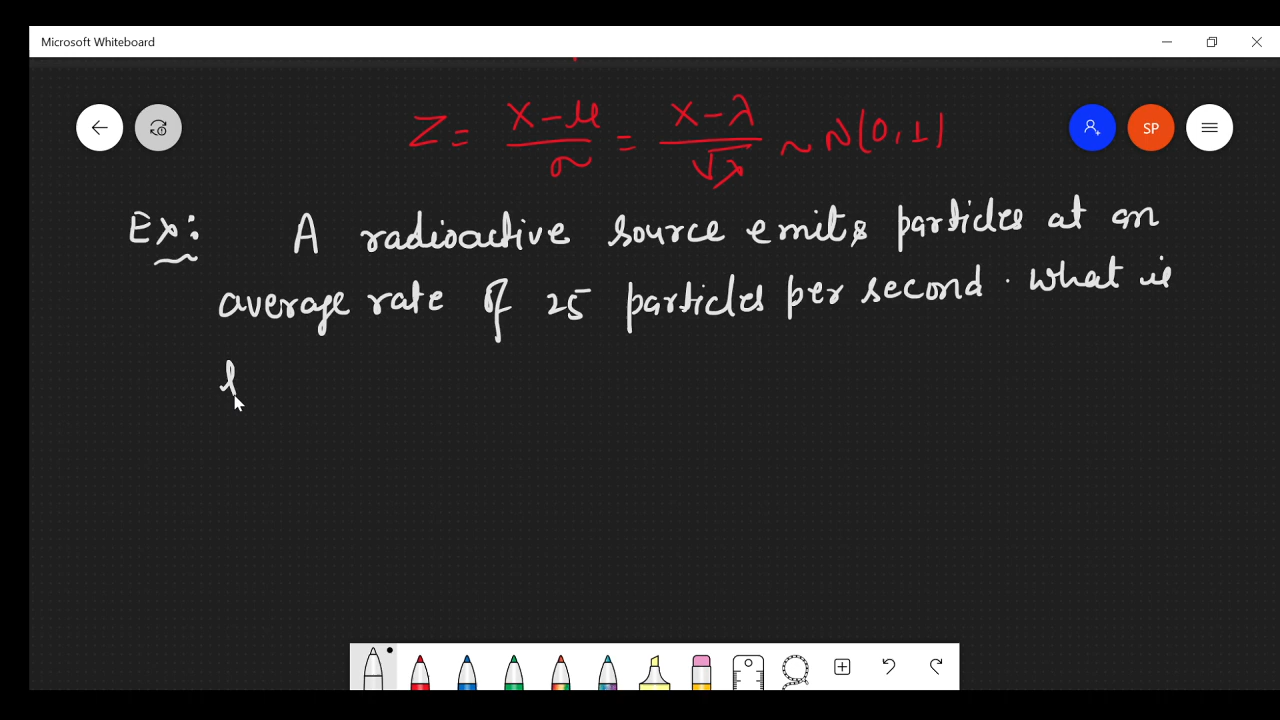 Microsoft Whiteboard
Z = X-μ / σ = X-λ / √λ ~ N(0,1)
SP
Ex: A radioactive source emits particles at an
average rate of 25 particles per second. What is